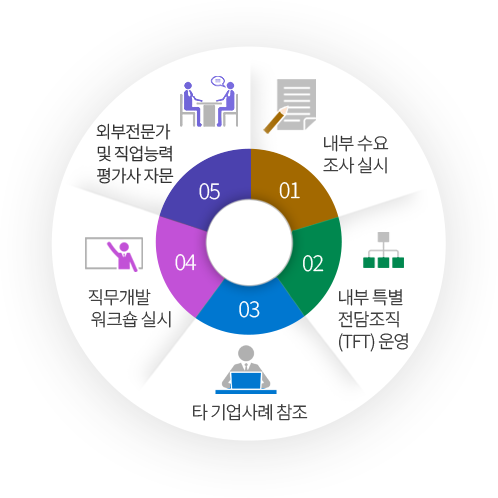 01
내부 수요
조사 실시
02
내부 특별
전담조직
(TFT) 운영
03
타 기업사례 참조
04
직무개발
워크숍 실시
05
외부전문가
및 직업능력
평가사 자문